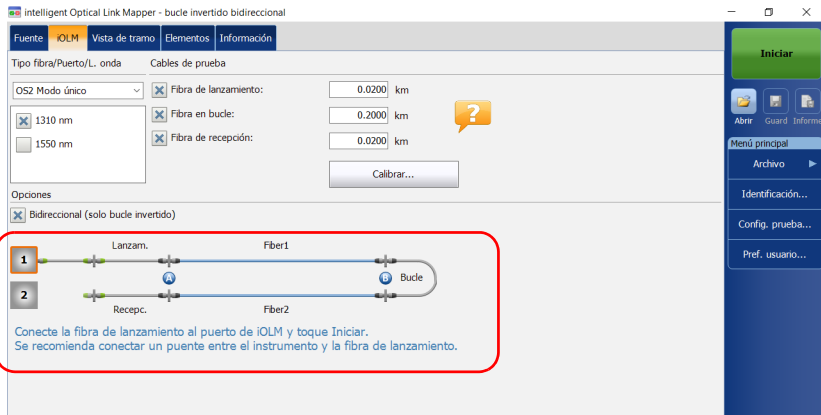 intelligent Optical Link Mapper - bucle invertido bidireccional
Fuente iOLM Vista de tramo Elementos Información
Tipo fibra/Puerto/L. onda Cables de prueba
OS2 Modo único
1310 nm
1550 nm
Fibra de lanzamiento: 0.0200 km
Fibra en bucle: 0.2000 km
Fibra de recepción: 0.0200 km
?
Calibrar...
Opciones
Bidireccional (solo bucle invertido)
Lanzam. Fiber1
1
A B Bucle
2
Recepc. Fiber2
Conecte la fibra de lanzamiento al puerto de iOLM y toque Iniciar.
Se recomienda conectar un puente entre el instrumento y la fibra de lanzamiento.
Iniciar
Abrir Guard Informe
Menú principal
Archivo
Identificación...
Config. prueba...
Pref. usuario...